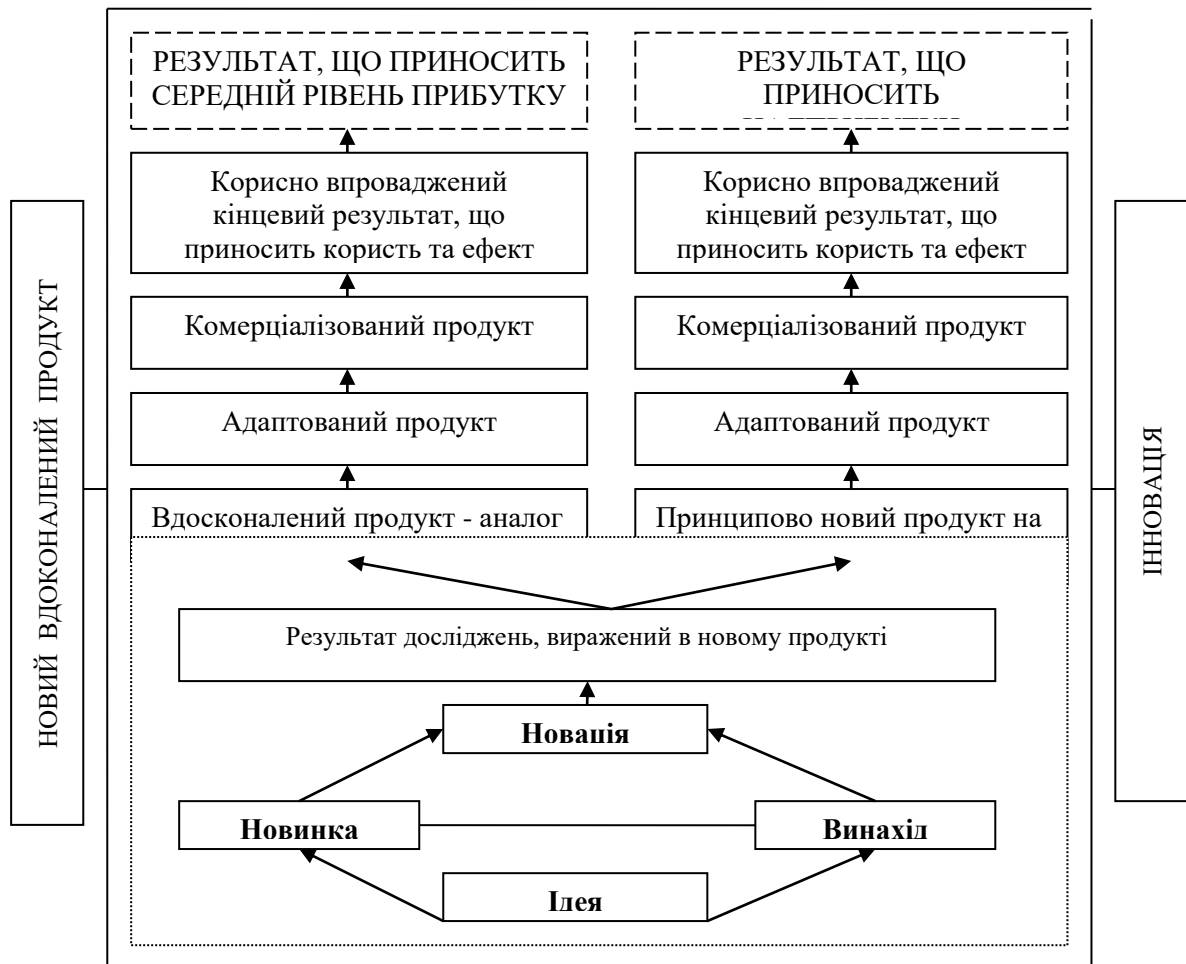 РЕЗУЛЬТАТ, ЩО ПРИНОСИТЬ
СЕРЕДНІЙ РІВЕНЬ ПРИБУТКУ
РЕЗУЛЬТАТ, ЩО
ПРИНОСИТЬ
Корисно впроваджений
кінцевий результат, що
приносить користь та ефект
Корисно впроваджений
кінцевий результат, що
приносить користь та ефект
Комерціалізований продукт
Комерціалізований продукт
Адаптований продукт
Адаптований продукт
Вдосконалений продукт - аналог
Принципово новий продукт на
Результат досліджень, виражений в новому продукті
Новація
Новинка
Винахід
Ідея
НОВИЙ ВДОКОНАЛЕНИЙ ПРОДУКТ
ІННОВАЦІЯ